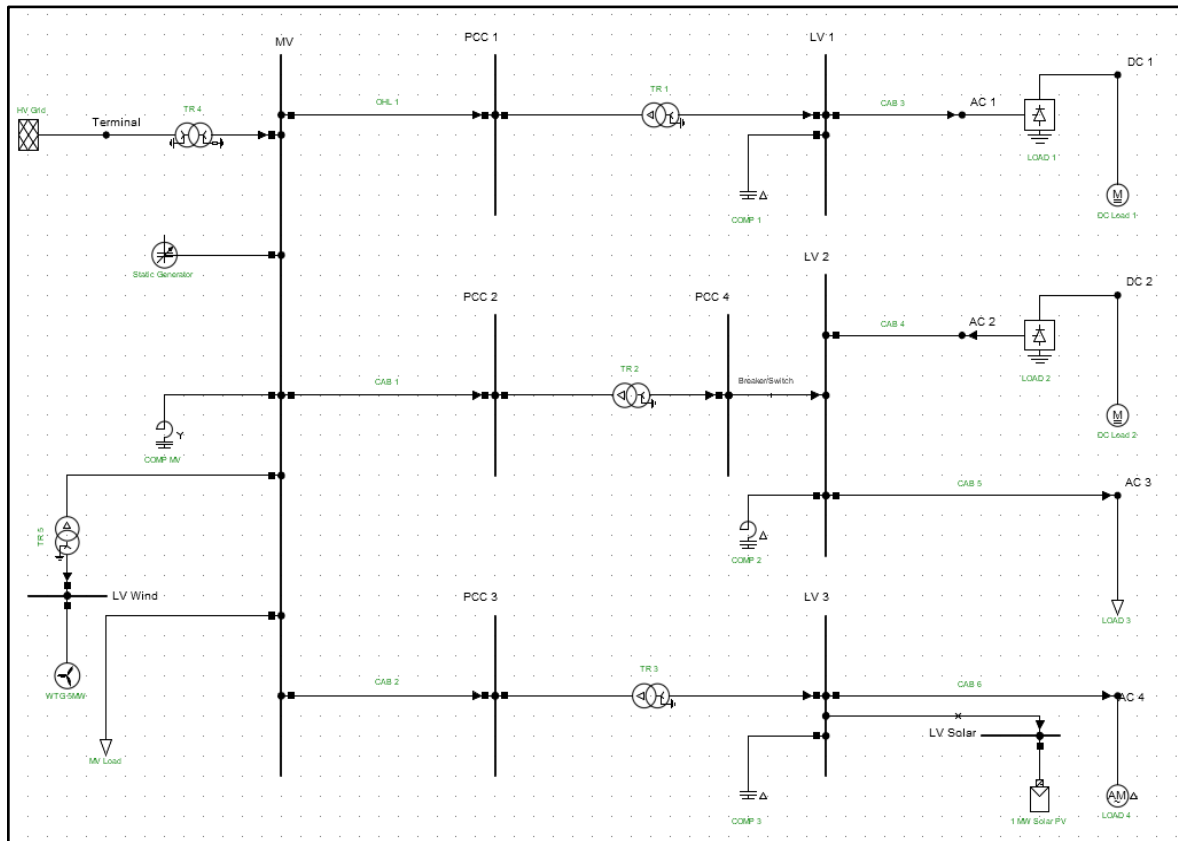 MV
PCC 1
LV 1
DC 1
HV Grid
Terminal
TR 4
OHL 1
TR 1
CAB 3
AC 1
LOAD 1
COMP 1
M
DC Load 1
Static Generator
PCC 2
PCC 4
LV 2
DC 2
CAB 4
AC 2
LOAD 2
CAB 1
TR 2
Breaker/Switch
COMP MV
Y
M
DC Load 2
CAB 5
AC 3
TR 5
COMP 2
LV Wind
PCC 3
LV 3
LOAD 3
WTG 5MW
CAB 2
TR 3
CAB 6
AC 4
LV Solar
MV Load
COMP 3
1 MW Solar PV
AM
LOAD 4